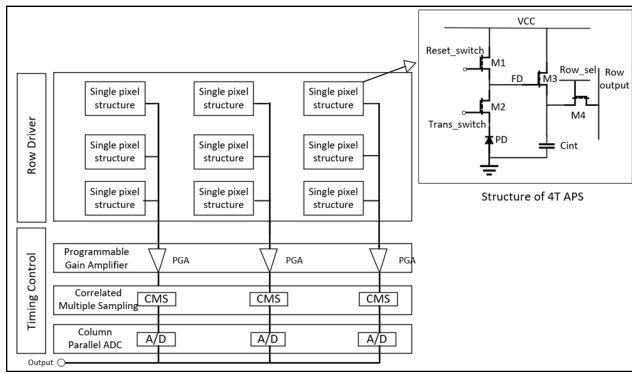 VCC
Reset_switch
M1
FD
M3
Row_sel
Row
output
M2
M4
Trans_switch
PD
Cint
Structure of 4T APS
Row Driver
Single pixel
structure
Single pixel
structure
Single pixel
structure
Single pixel
structure
Single pixel
structure
Single pixel
structure
Single pixel
structure
Single pixel
structure
Single pixel
structure
Timing Control
Programmable
Gain Amplifier
PGA
PGA
PGA
Correlated
Multiple Sampling
CMS
CMS
CMS
Column
Parallel ADC
A/D
A/D
A/D
Output